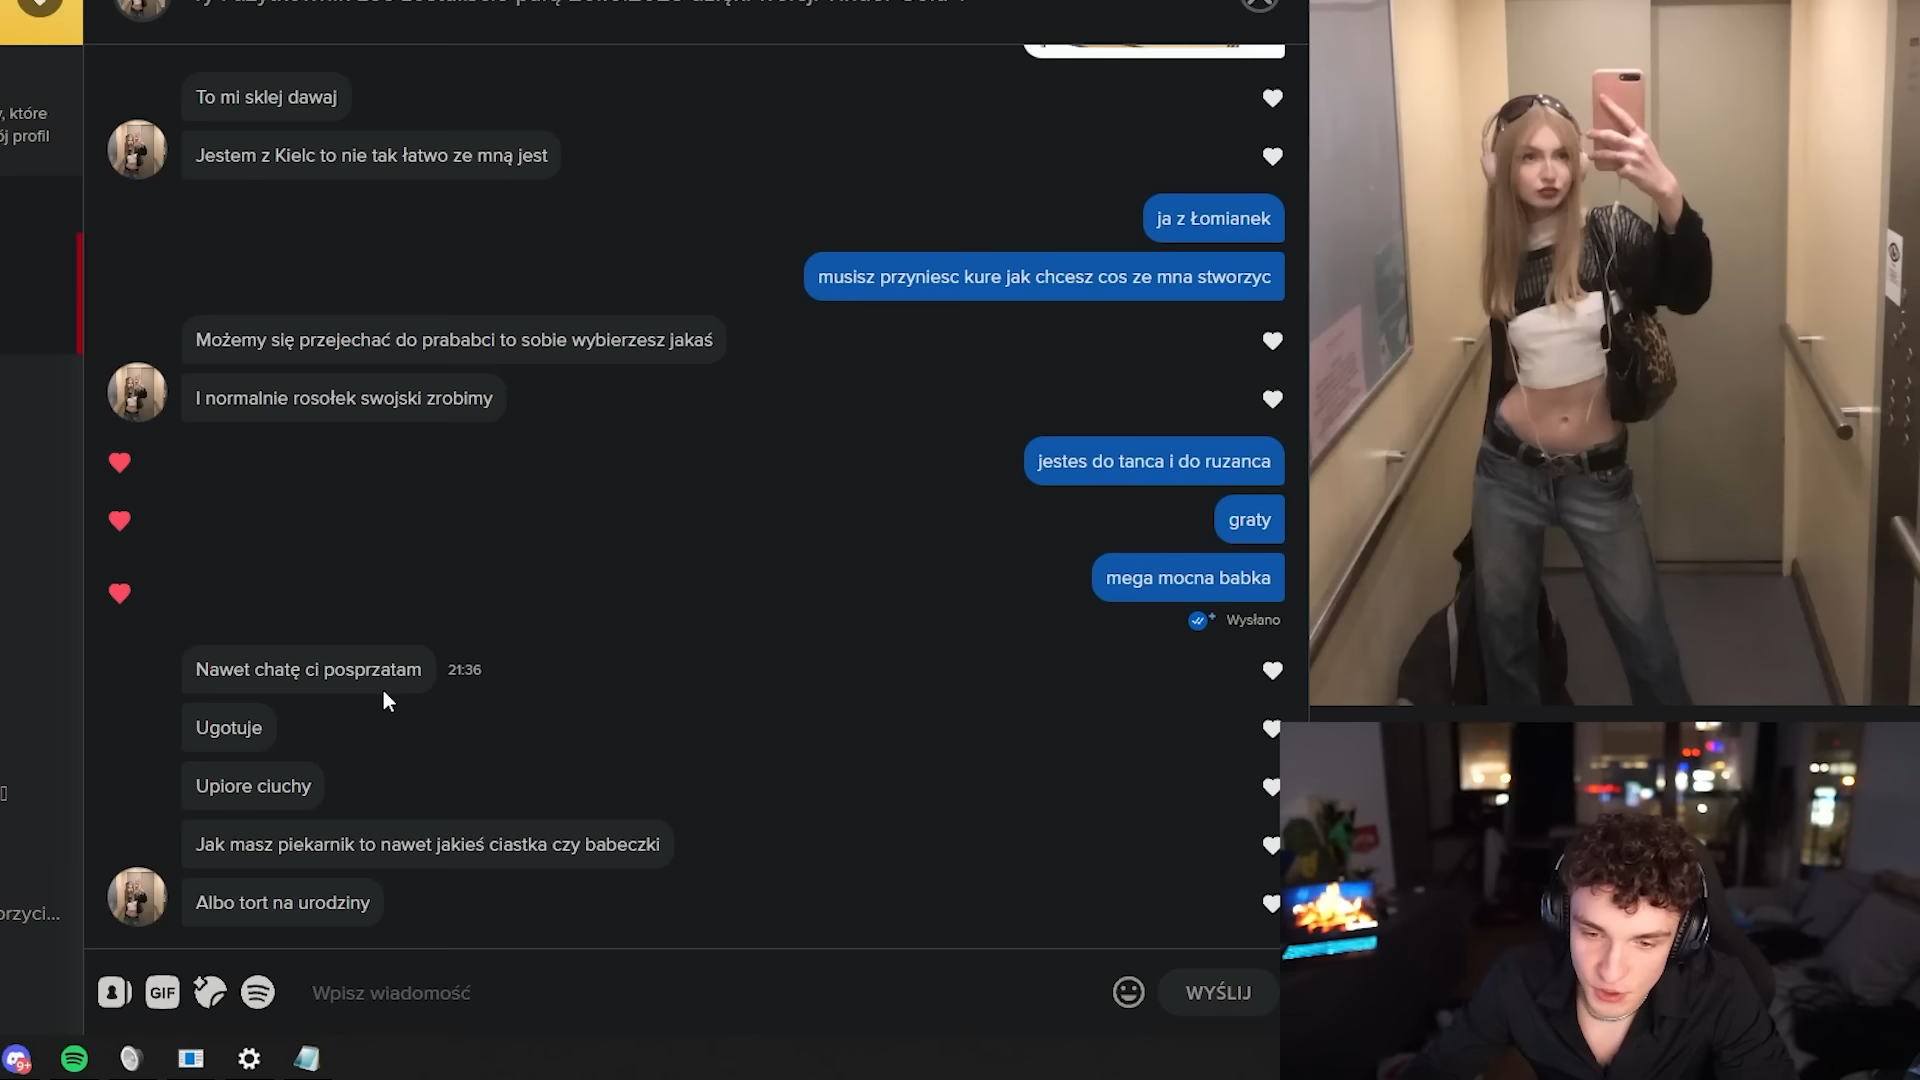 , które
ój profil
To mi sklej dawaj
Jestem z Kielc to nie tak łatwo ze mną jest
ja z Łomianek
musisz przyniesc kure jak chcesz cos ze mna stworzyc
Możemy się przejechać do prababci to sobie wybierzesz jakaś
I normalnie rosołek swojski zrobimy
jestes do tanca i do ruzanca
graty
mega mocna babka
Wysłano
Nawet chatę ci posprzatam 21:36
Ugotuje
Upiore ciuchy
Jak masz piekarnik to nawet jakieś ciastka czy babeczki
Albo tort na urodziny
orzyci...
GIF Wpisz wiadomość WYŚLIJ
9+